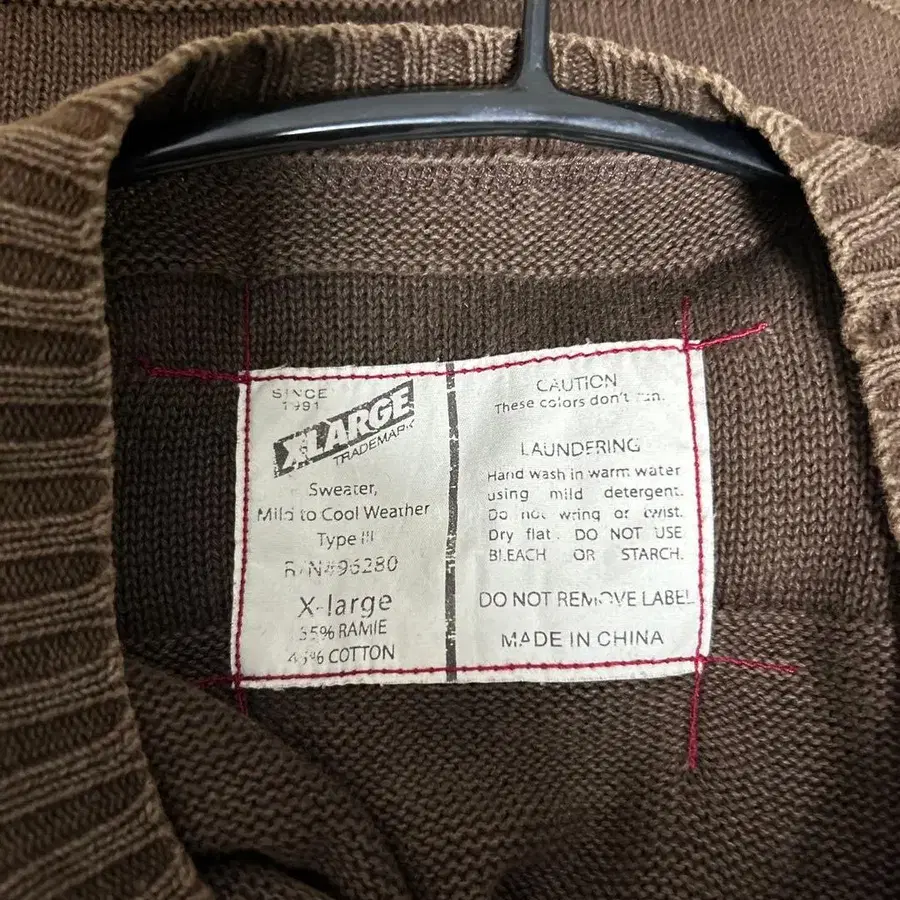 SINCE
1991
XLARGE
TRADEMARK
Sweater,
Mild to Cool Weather
Type III
R/N#96280
X-large
55% RAMIE
45% COTTON
CAUTION
These colors don't run.
LAUNDERING
Hand wash in warm water
using mild detergent.
Do not wring or twist.
Dry flat. DO NOT USE
BLEACH OR STARCH.
DO NOT REMOVE LABEL
MADE IN CHINA